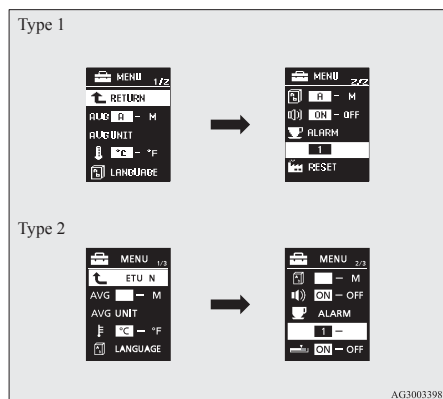 Type 1
MENU 1/2
RETURN
AVG A - M
AVG UNIT
°C - °F
LANGUAGE
MENU 2/2
A - M
ON - OFF
ALARM
1
RESET
Type 2
MENU 1/3
ETU N
AVG - M
AVG UNIT
°C - °F
LANGUAGE
MENU 2/3
- M
ON - OFF
ALARM
1 -
ON - OFF
AG3003398